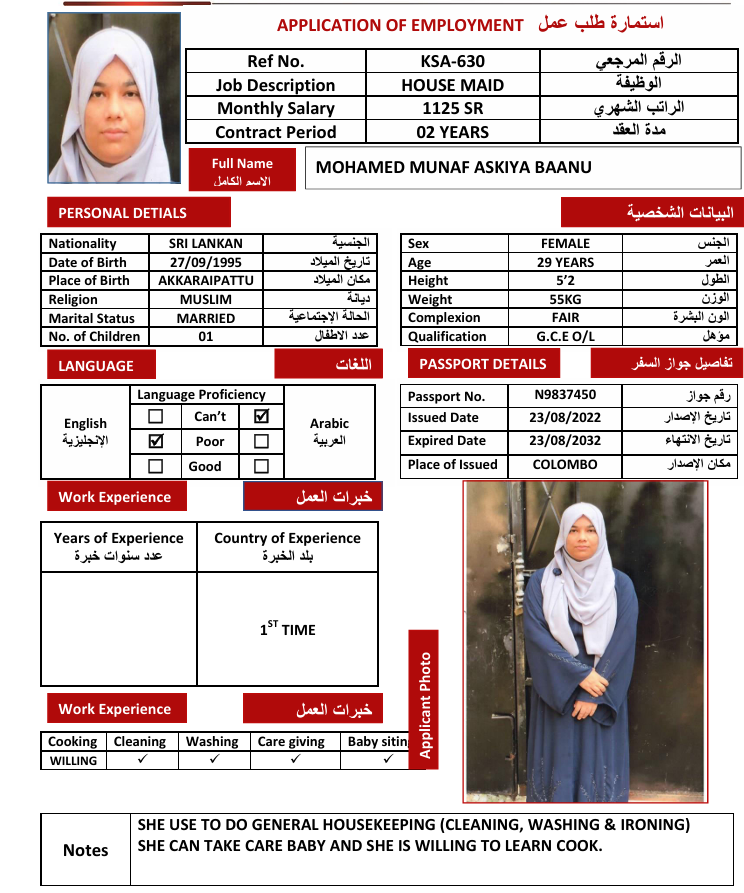 APPLICATION OF EMPLOYMENT استمارة طلب عمل
Ref No. KSA-630 الرقم المرجعي
Job Description HOUSE MAID الوظيفة
Monthly Salary 1125 SR الراتب الشهري
Contract Period 02 YEARS مدة العقد
Full Name MOHAMED MUNAF ASKIYA BAANU
الاسم الكامل
PERSONAL DETIALS البيانات الشخصية
Nationality SRI LANKAN الجنسية
Date of Birth 27/09/1995 تاريخ الميلاد
Place of Birth AKKARAIPATTU مكان الميلاد
Religion MUSLIM ديانة
Marital Status MARRIED الحالة الإجتماعية
No. of Children 01 عدد الاطفال
Sex FEMALE الجنس
Age 29 YEARS العمر
Height 5’2 الطول
Weight 55KG الوزن
Complexion FAIR الون البشرة
Qualification G.C.E O/L مؤهل
LANGUAGE اللغات
Language Proficiency
English الإنجليزية
☐ Can’t ☑
☑ Poor ☐
☐ Good ☐
Arabic العربية
PASSPORT DETAILS تفاصيل جواز السفر
Passport No. N9837450 رقم جواز
Issued Date 23/08/2022 تاريخ الإصدار
Expired Date 23/08/2032 تاريخ الانتهاء
Place of Issued COLOMBO مكان الإصدار
Work Experience خبرات العمل
Years of Experience Country of Experience
عدد سنوات خبرة بلد الخبرة
1ST TIME
Applicant Photo
Work Experience خبرات العمل
Cooking Cleaning Washing Care giving Baby siting
WILLING ✓ ✓ ✓ ✓
Notes
SHE USE TO DO GENERAL HOUSEKEEPING (CLEANING, WASHING & IRONING)
SHE CAN TAKE CARE BABY AND SHE IS WILLING TO LEARN COOK.